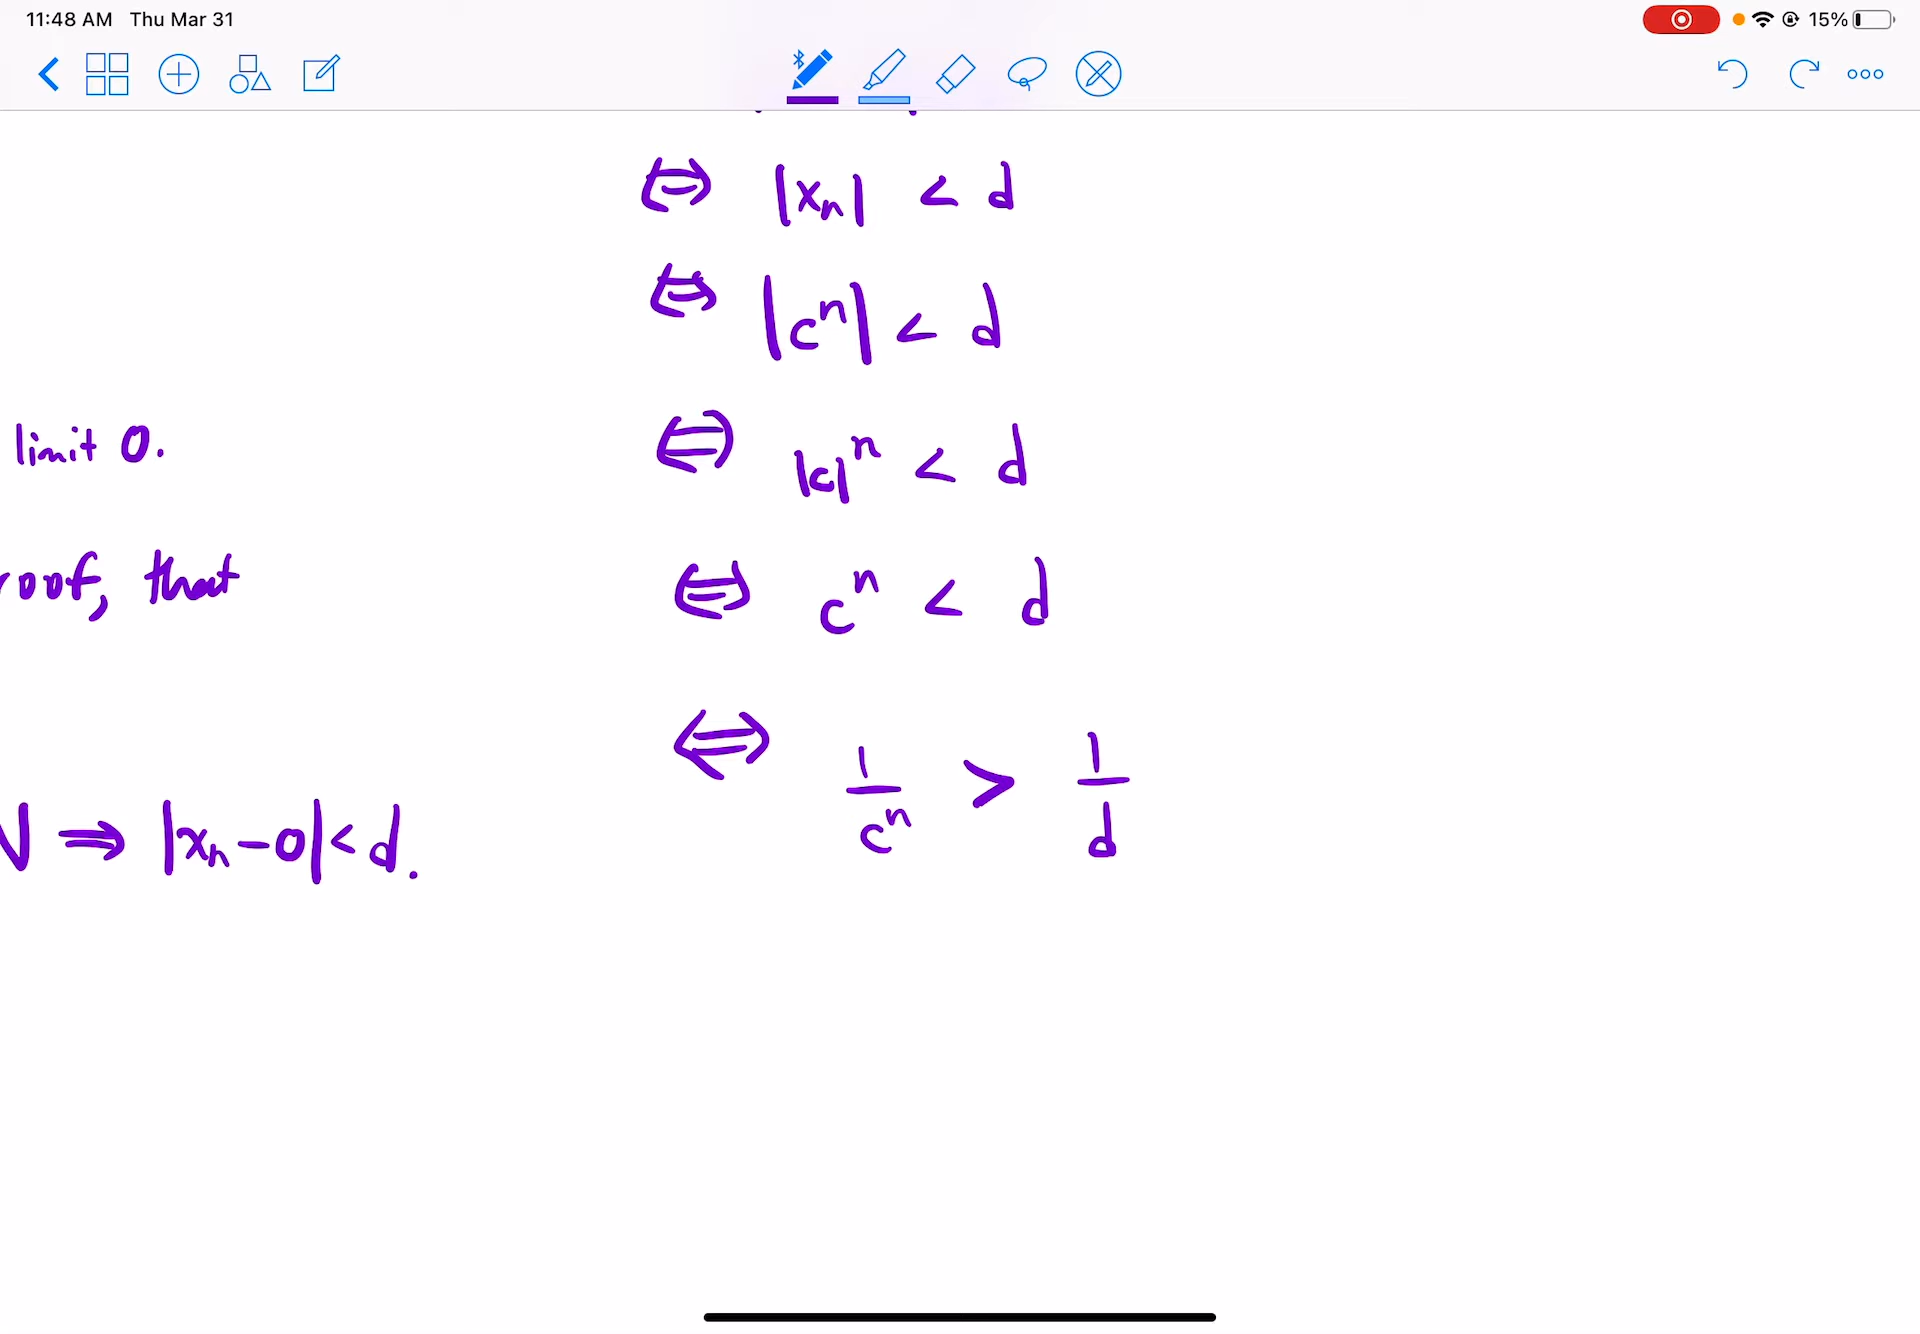 11:48 AM Thu Mar 31
15%
⇔ |xₙ| < d
⇔ |cⁿ| < d
⇔ |c|ⁿ < d
limit 0.
⇔ cⁿ < d
roof, that
⇔ 1/cⁿ > 1/d
N ⇒ |xₙ-0| < d.